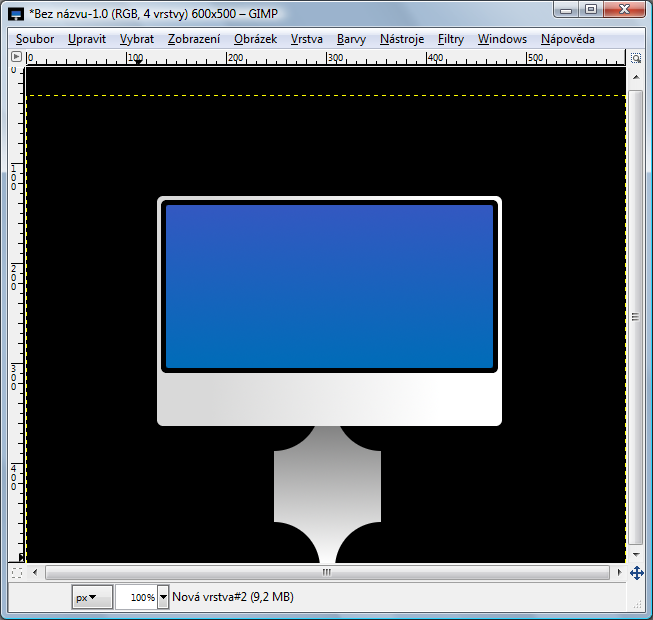 *Bez názvu-1.0 (RGB, 4 vrstvy) 600x500 – GIMP
Soubor Upravit Vybrat Zobrazení Obrázek Vrstva Barvy Nástroje Filtry Windows Nápověda
0 100 200 300 400 500
0
100
200
300
400
px 100% Nová vrstva#2 (9,2 MB)